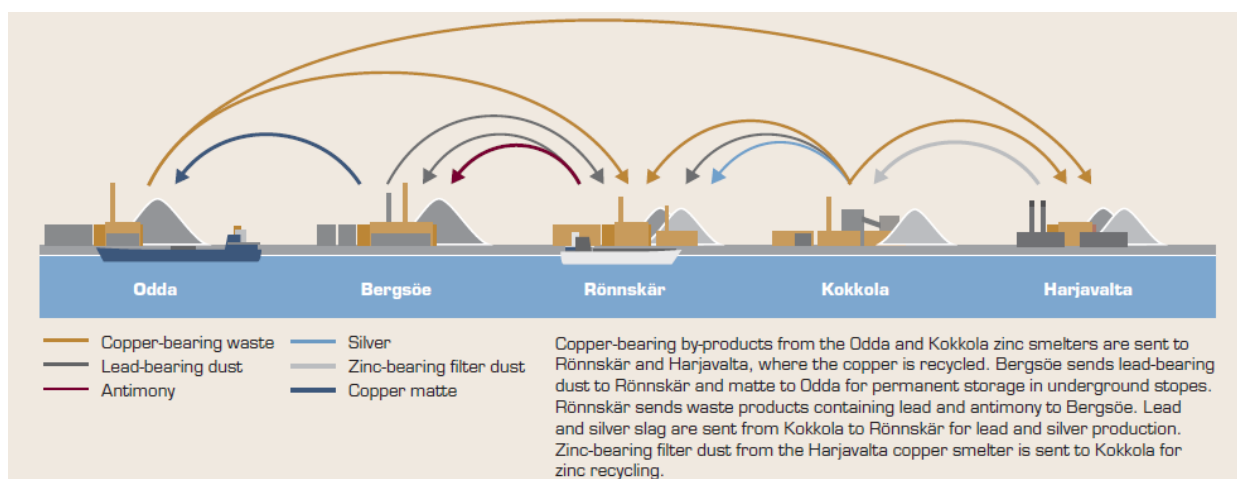 Odda
Bergsöe
Rönnskär
Kokkola
Harjavalta
Copper-bearing waste
Lead-bearing dust
Antimony
Silver
Zinc-bearing filter dust
Copper matte
Copper-bearing by-products from the Odda and Kokkola zinc smelters are sent to
Rönnskär and Harjavalta, where the copper is recycled. Bergsöe sends lead-bearing
dust to Rönnskär and matte to Odda for permanent storage in underground stopes.
Rönnskär sends waste products containing lead and antimony to Bergsöe. Lead
and silver slag are sent from Kokkola to Rönnskär for lead and silver production.
Zinc-bearing filter dust from the Harjavalta copper smelter is sent to Kokkola for
zinc recycling.